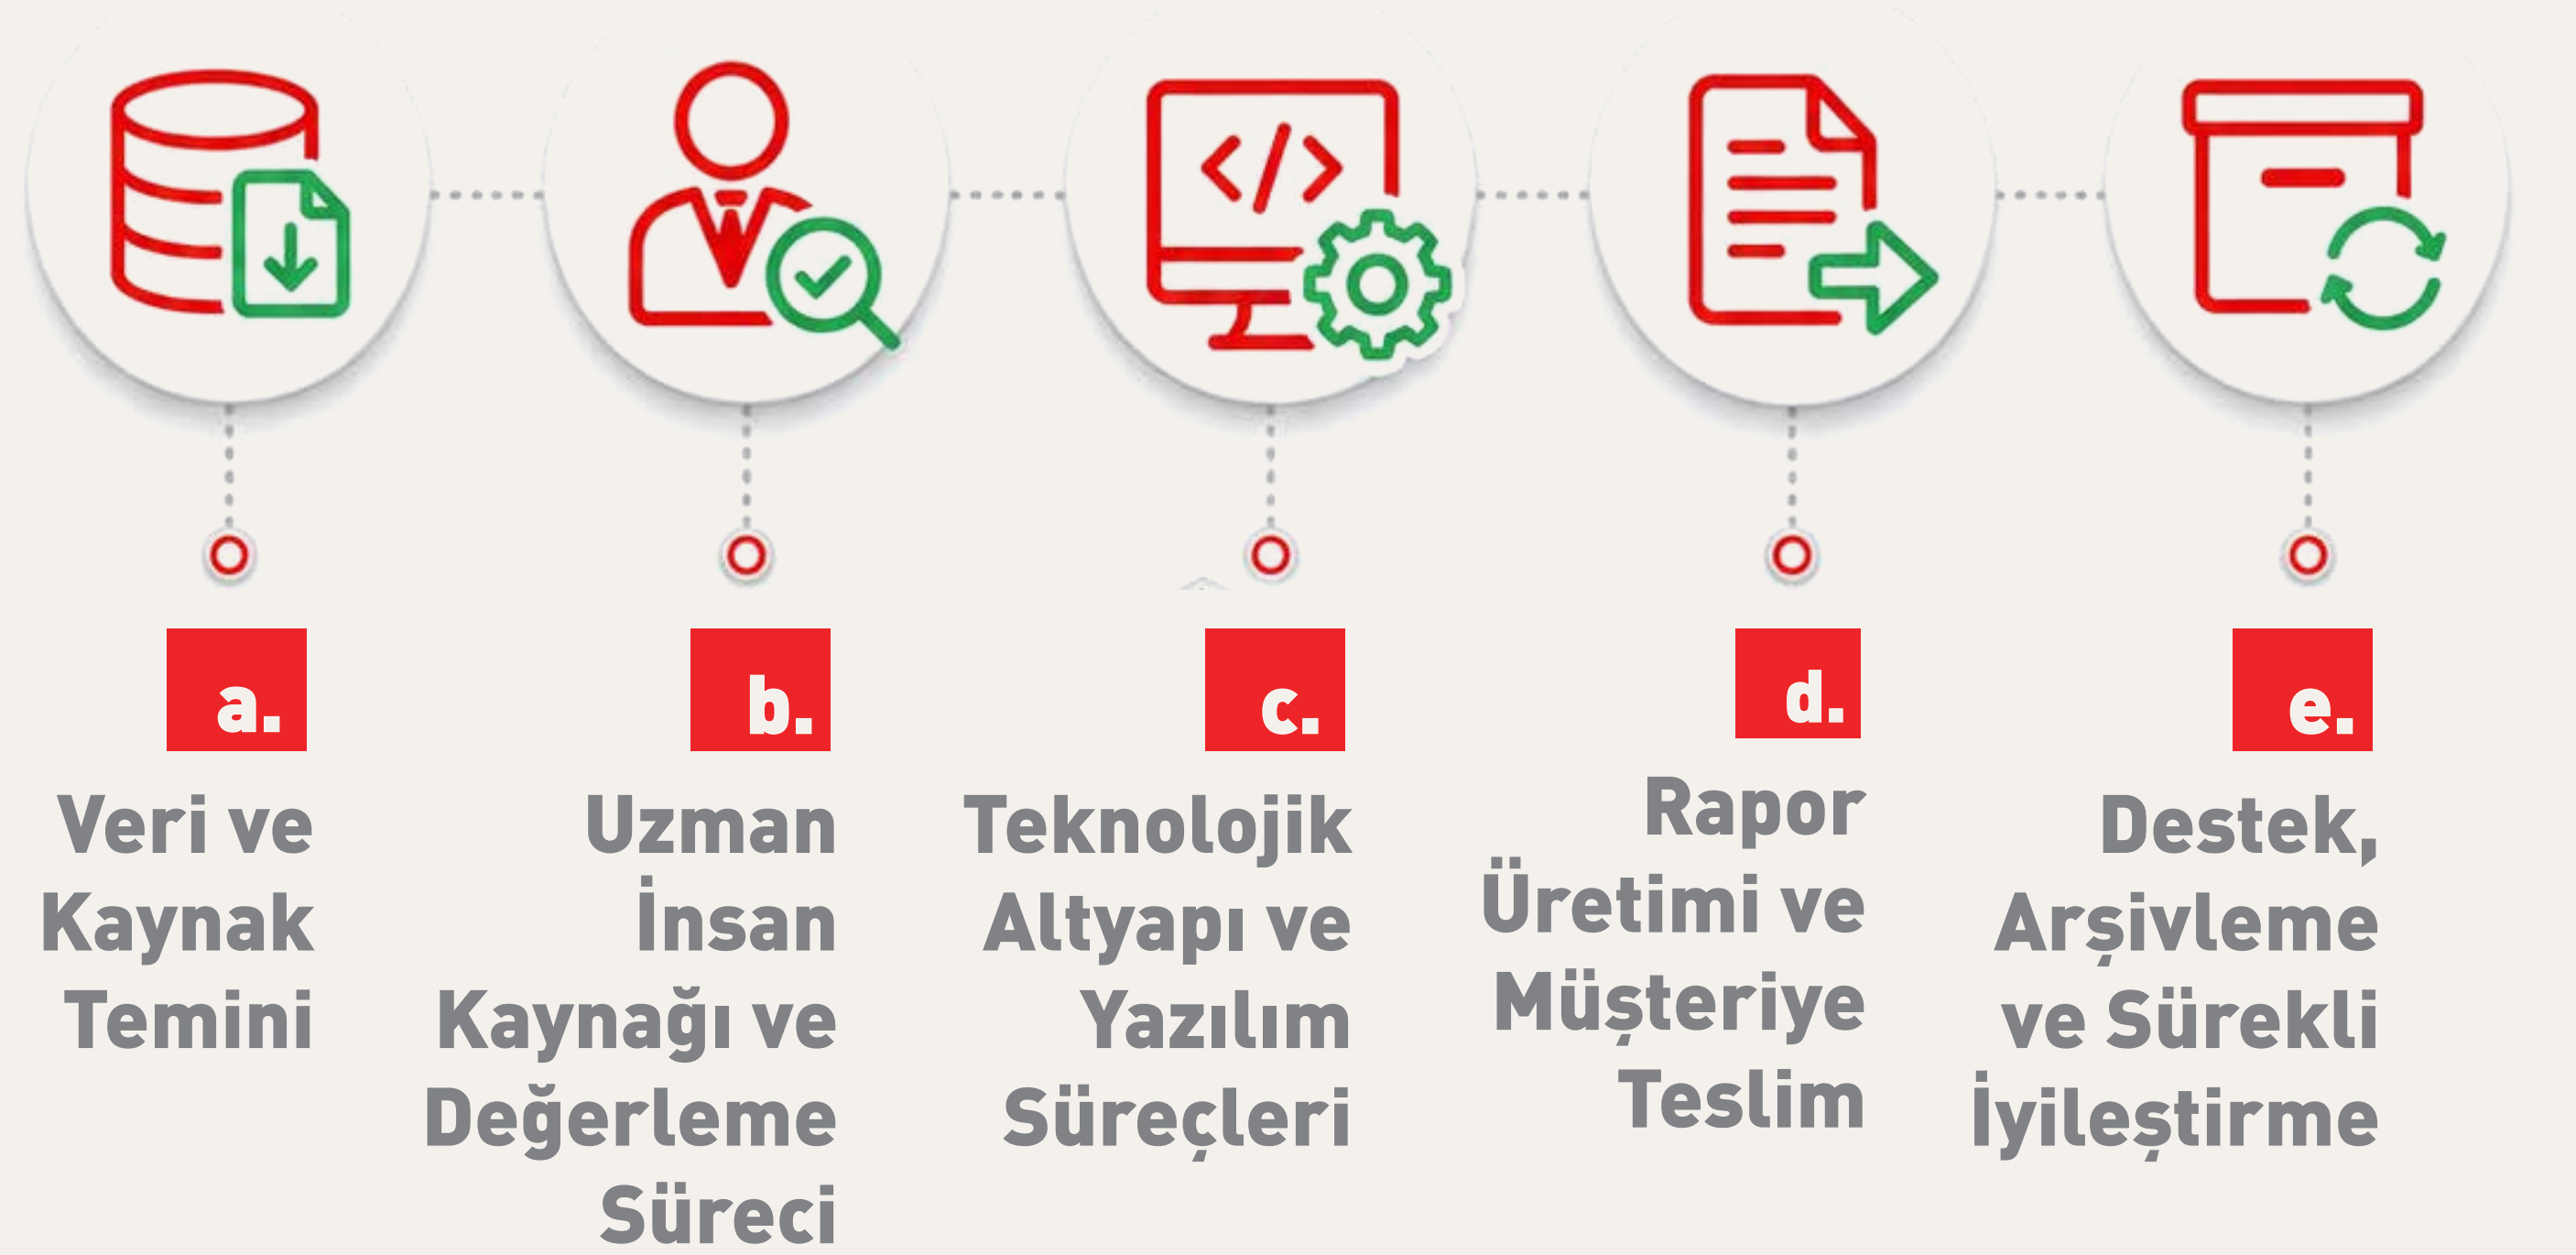 </>
a.
Veri ve
Kaynak
Temini
b.
Uzman
İnsan
Kaynağı ve
Değerleme
Süreci
c.
Teknolojik
Altyapı ve
Yazılım
Süreçleri
d.
Rapor
Üretimi ve
Müşteriye
Teslim
e.
Destek,
Arşivleme
ve Sürekli
İyileştirme